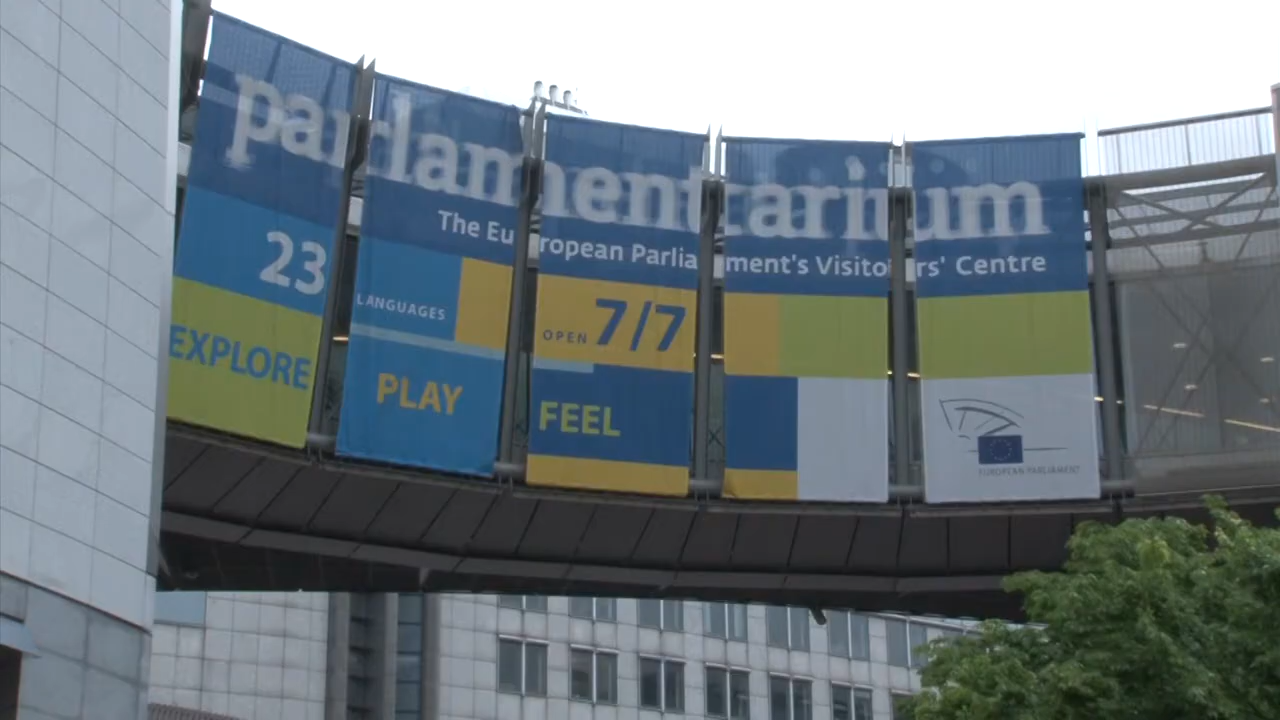 parlamentarium
The European Parliament's Visitors' Centre
23
LANGUAGES
OPEN 7/7
EXPLORE
PLAY
FEEL
EUROPEAN PARLIAMENT